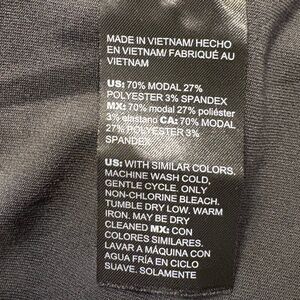 MADE IN VIETNAM/ HECHO
EN VIETNAM/ FABRIQUÉ AU
VIETNAM
US: 70% MODAL 27%
POLYESTER 3% SPANDEX
MX: 70% modal 27% poliéster
3% elastano CA: 70% MODAL
27% POLYESTER 3%
SPANDEX
US: WITH SIMILAR COLORS.
MACHINE WASH COLD,
GENTLE CYCLE. ONLY
NON-CHLORINE BLEACH.
TUMBLE DRY LOW. WARM
IRON. MAY BE DRY
CLEANED MX: CON
COLORES SIMILARES.
LAVAR A MÁQUINA CON
AGUA FRÍA EN CICLO
SUAVE. SOLAMENTE